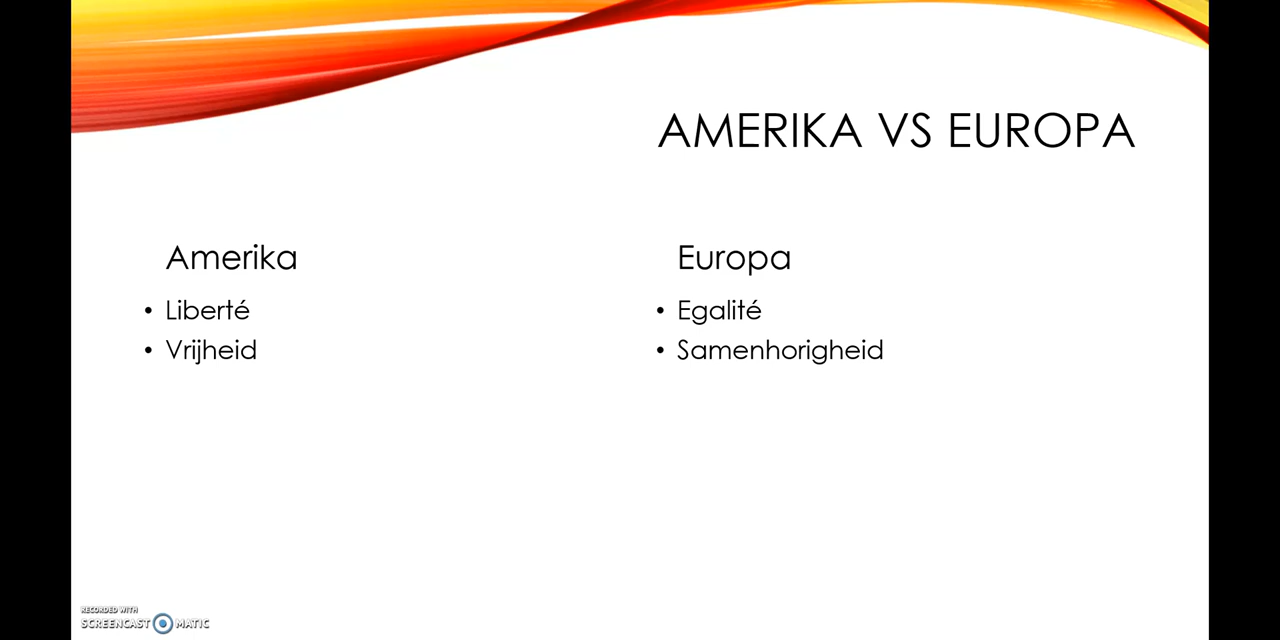 AMERIKA VS EUROPA
Amerika
• Liberté
• Vrijheid
Europa
• Egalité
• Samenhorigheid
RECORDED WITH
SCREENCAST MATIC